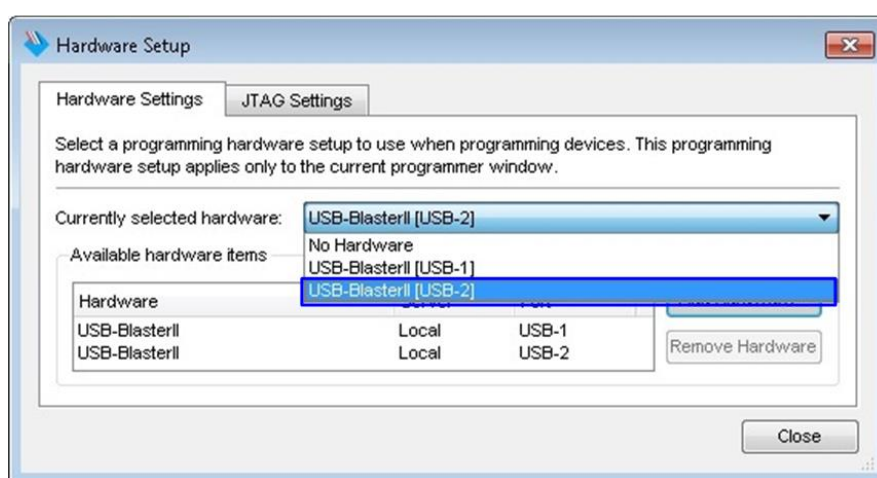 Hardware Setup
Hardware Settings
JTAG Settings
Select a programming hardware setup to use when programming devices. This programming
hardware setup applies only to the current programmer window.
Currently selected hardware: USB-BlasterII [USB-2]
No Hardware
USB-BlasterII [USB-1]
USB-BlasterII [USB-2]
Available hardware items
Hardware
USB-BlasterII Local USB-1
USB-BlasterII Local USB-2
Remove Hardware
Close